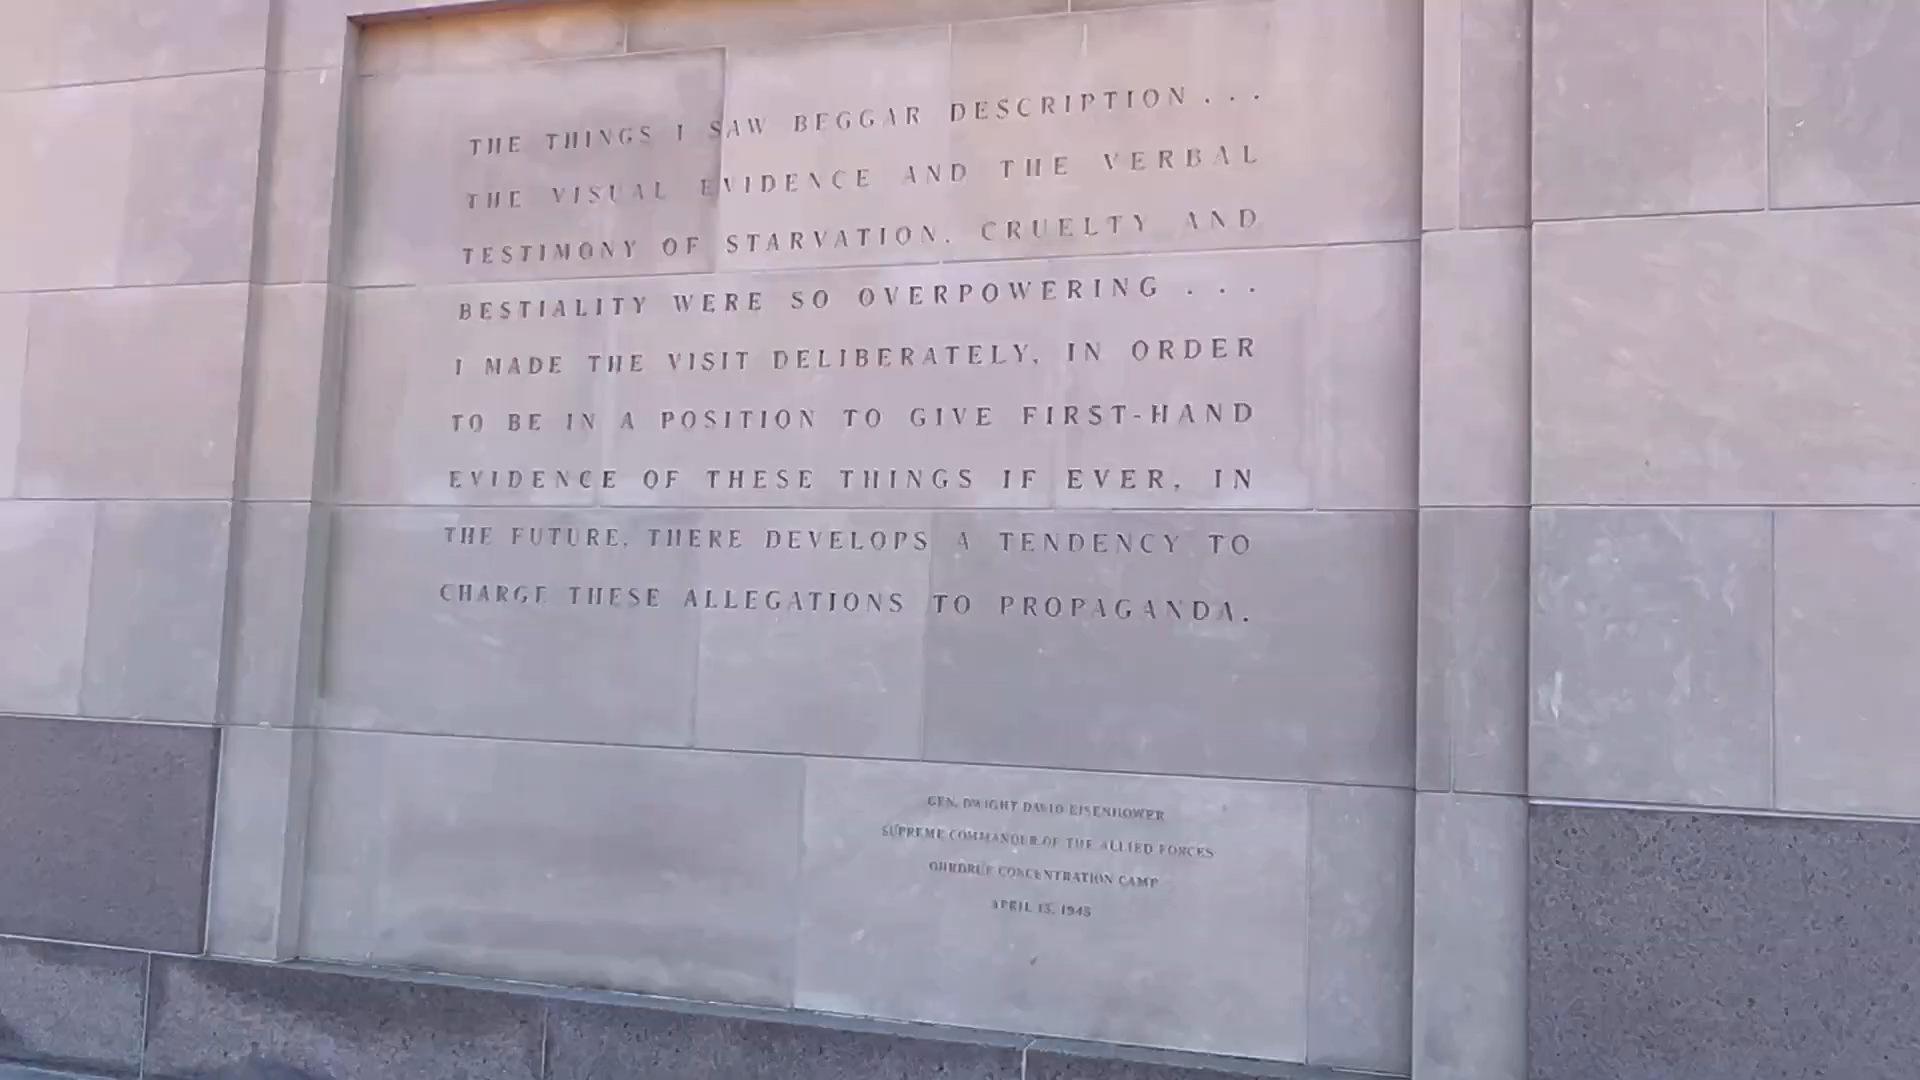 THE THINGS I SAW BEGGAR DESCRIPTION . . .
THE VISUAL EVIDENCE AND THE VERBAL
TESTIMONY OF STARVATION, CRUELTY AND
BESTIALITY WERE SO OVERPOWERING . . .
I MADE THE VISIT DELIBERATELY, IN ORDER
TO BE IN A POSITION TO GIVE FIRST-HAND
EVIDENCE OF THESE THINGS IF EVER, IN
THE FUTURE, THERE DEVELOPS A TENDENCY TO
CHARGE THESE ALLEGATIONS TO PROPAGANDA.
GEN. DWIGHT DAVID EISENHOWER
SUPREME COMMANDER OF THE ALLIED FORCES
OHRDRUF CONCENTRATION CAMP
APRIL 15, 1945